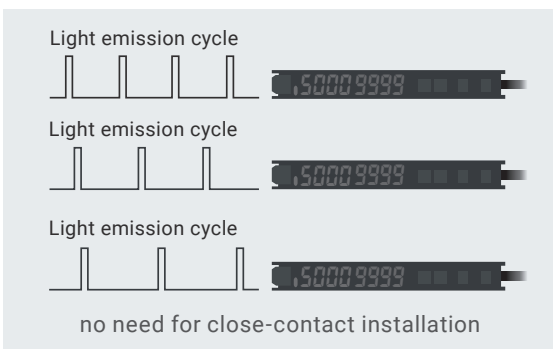 Light emission cycle
5000 9999
Light emission cycle
5000 9999
Light emission cycle
5000 9999
no need for close-contact installation